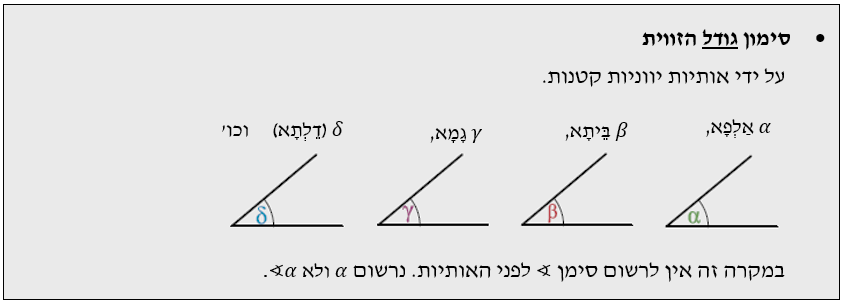 • סימון גודל הזווית
על ידי אותיות יווניות קטנות.
α אַלְפָא, β בֵּיתָא, γ גָמָא, δ (דֶלְתָא) וכו'
α β γ δ
במקרה זה אין לרשום סימן ∢ לפני האותיות. נרשום α ולא α∢.